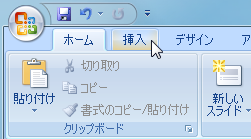 ホーム 挿入 デザイン ア
貼り付け
切り取り
コピー
書式のコピー/貼り付け
クリップボード
新しい
スライド